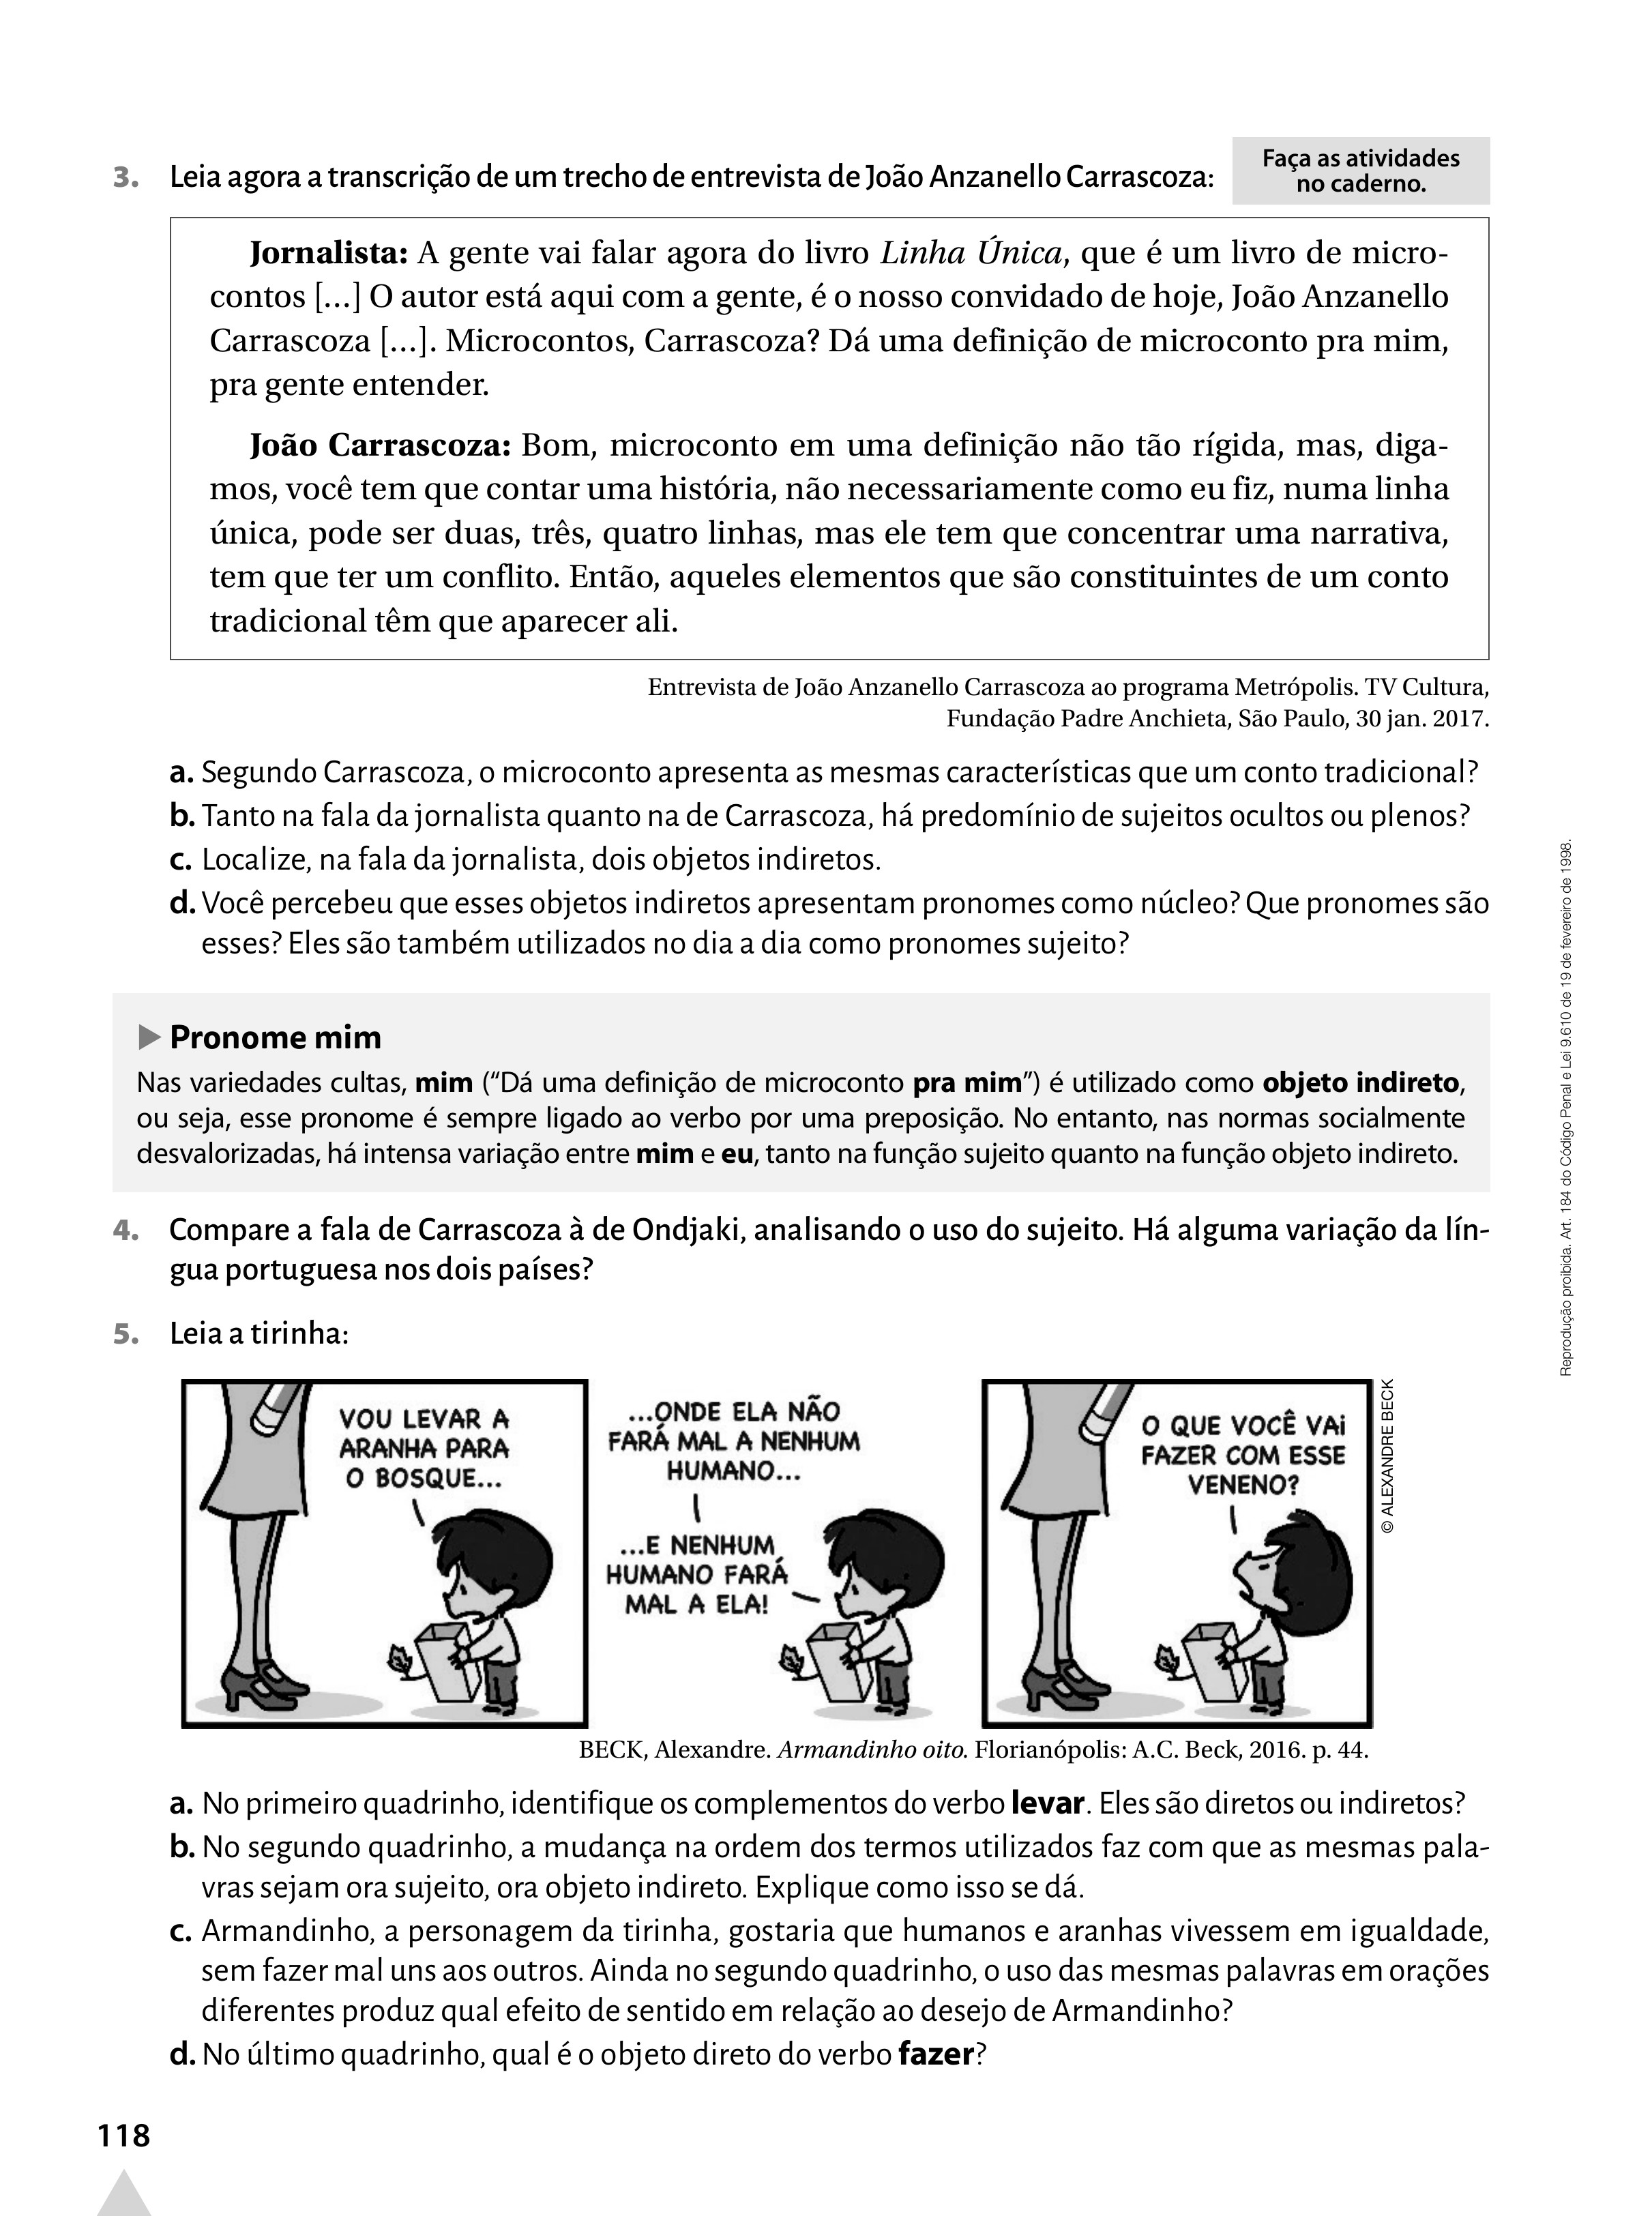 3. Leia agora a transcrição de um trecho de entrevista de João Anzanello Carrascoza:
Faça as atividades
no caderno.
Jornalista: A gente vai falar agora do livro Linha Única, que é um livro de micro-
contos [...] O autor está aqui com a gente, é o nosso convidado de hoje, João Anzanello
Carrascoza [...]. Microcontos, Carrascoza? Dá uma definição de microconto pra mim,
pra gente entender.
João Carrascoza: Bom, microconto em uma definição não tão rígida, mas, diga-
mos, você tem que contar uma história, não necessariamente como eu fiz, numa linha
única, pode ser duas, três, quatro linhas, mas ele tem que concentrar uma narrativa,
tem que ter um conflito. Então, aqueles elementos que são constituintes de um conto
tradicional têm que aparecer ali.
Entrevista de João Anzanello Carrascoza ao programa Metrópolis. TV Cultura,
Fundação Padre Anchieta, São Paulo, 30 jan. 2017.
a. Segundo Carrascoza, o microconto apresenta as mesmas características que um conto tradicional?
b. Tanto na fala da jornalista quanto na de Carrascoza, há predomínio de sujeitos ocultos ou plenos?
c. Localize, na fala da jornalista, dois objetos indiretos.
d. Você percebeu que esses objetos indiretos apresentam pronomes como núcleo? Que pronomes são
esses? Eles são também utilizados no dia a dia como pronomes sujeito?
Pronome mim
Nas variedades cultas, mim (“Dá uma definição de microconto pra mim”) é utilizado como objeto indireto,
ou seja, esse pronome é sempre ligado ao verbo por uma preposição. No entanto, nas normas socialmente
desvalorizadas, há intensa variação entre mim e eu, tanto na função sujeito quanto na função objeto indireto.
4. Compare a fala de Carrascoza à de Ondjaki, analisando o uso do sujeito. Há alguma variação da lín-
gua portuguesa nos dois países?
5. Leia a tirinha:
VOU LEVAR A
ARANHA PARA
O BOSQUE...
...ONDE ELA NÃO
FARÁ MAL A NENHUM
HUMANO...
...E NENHUM
HUMANO FARÁ
MAL A ELA!
O QUE VOCÊ VAI
FAZER COM ESSE
VENENO?
© ALEXANDRE BECK
BECK, Alexandre. Armandinho oito. Florianópolis: A.C. Beck, 2016. p. 44.
a. No primeiro quadrinho, identifique os complementos do verbo levar. Eles são diretos ou indiretos?
b. No segundo quadrinho, a mudança na ordem dos termos utilizados faz com que as mesmas pala-
vras sejam ora sujeito, ora objeto indireto. Explique como isso se dá.
c. Armandinho, a personagem da tirinha, gostaria que humanos e aranhas vivessem em igualdade,
sem fazer mal uns aos outros. Ainda no segundo quadrinho, o uso das mesmas palavras em orações
diferentes produz qual efeito de sentido em relação ao desejo de Armandinho?
d. No último quadrinho, qual é o objeto direto do verbo fazer?
118
Reprodução proibida. Art. 184 do Código Penal e Lei 9.610 de 19 de fevereiro de 1998.